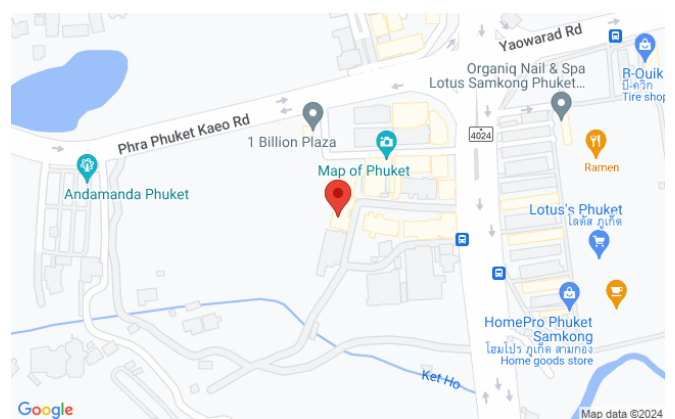 Yaowarad Rd
Organiq Nail & Spa
Lotus Samkong Phuket...
B-Quik
บี-ควิก
Tire shop
Phra Phuket Kaeo Rd
1 Billion Plaza
4024
Map of Phuket
Ramen
Andamanda Phuket
Lotus's Phuket
โลตัส ภูเก็ต
HomePro Phuket
Samkong
โฮมโปร ภูเก็ต สามกอง
Home goods store
Ket Ho
Google
Map data ©2024